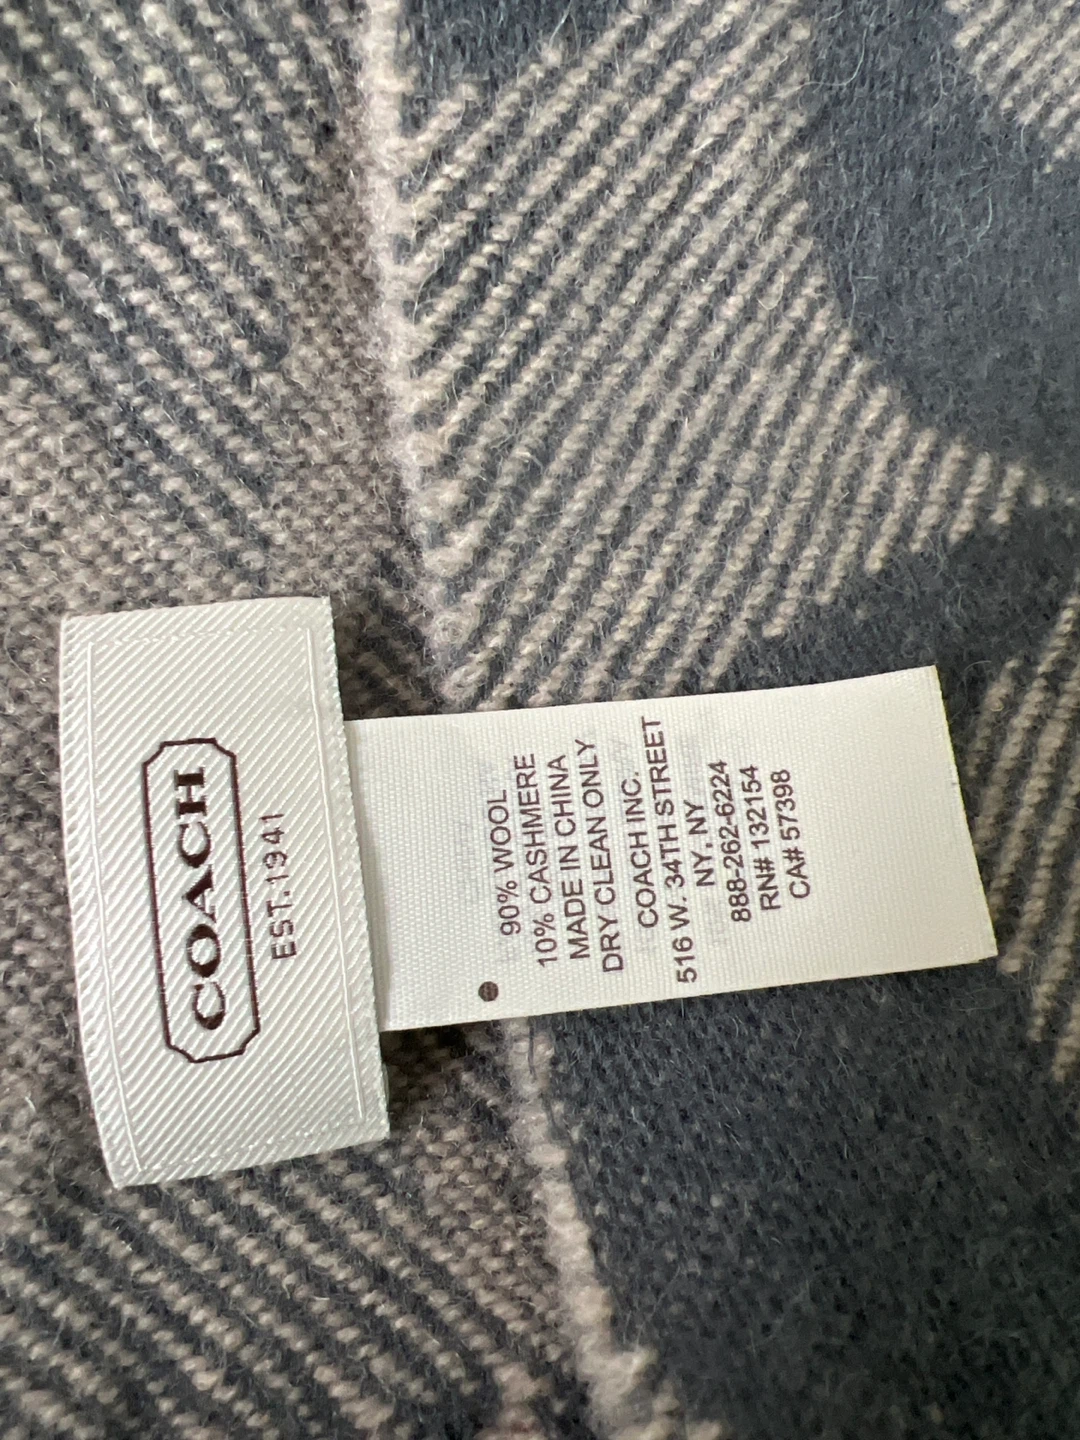 COACH
EST.1941
90% WOOL
10% CASHMERE
MADE IN CHINA
DRY CLEAN ONLY
COACH INC.
516 W. 34TH STREET
NY, NY
888-262-6224
RN# 132154
CA# 57398